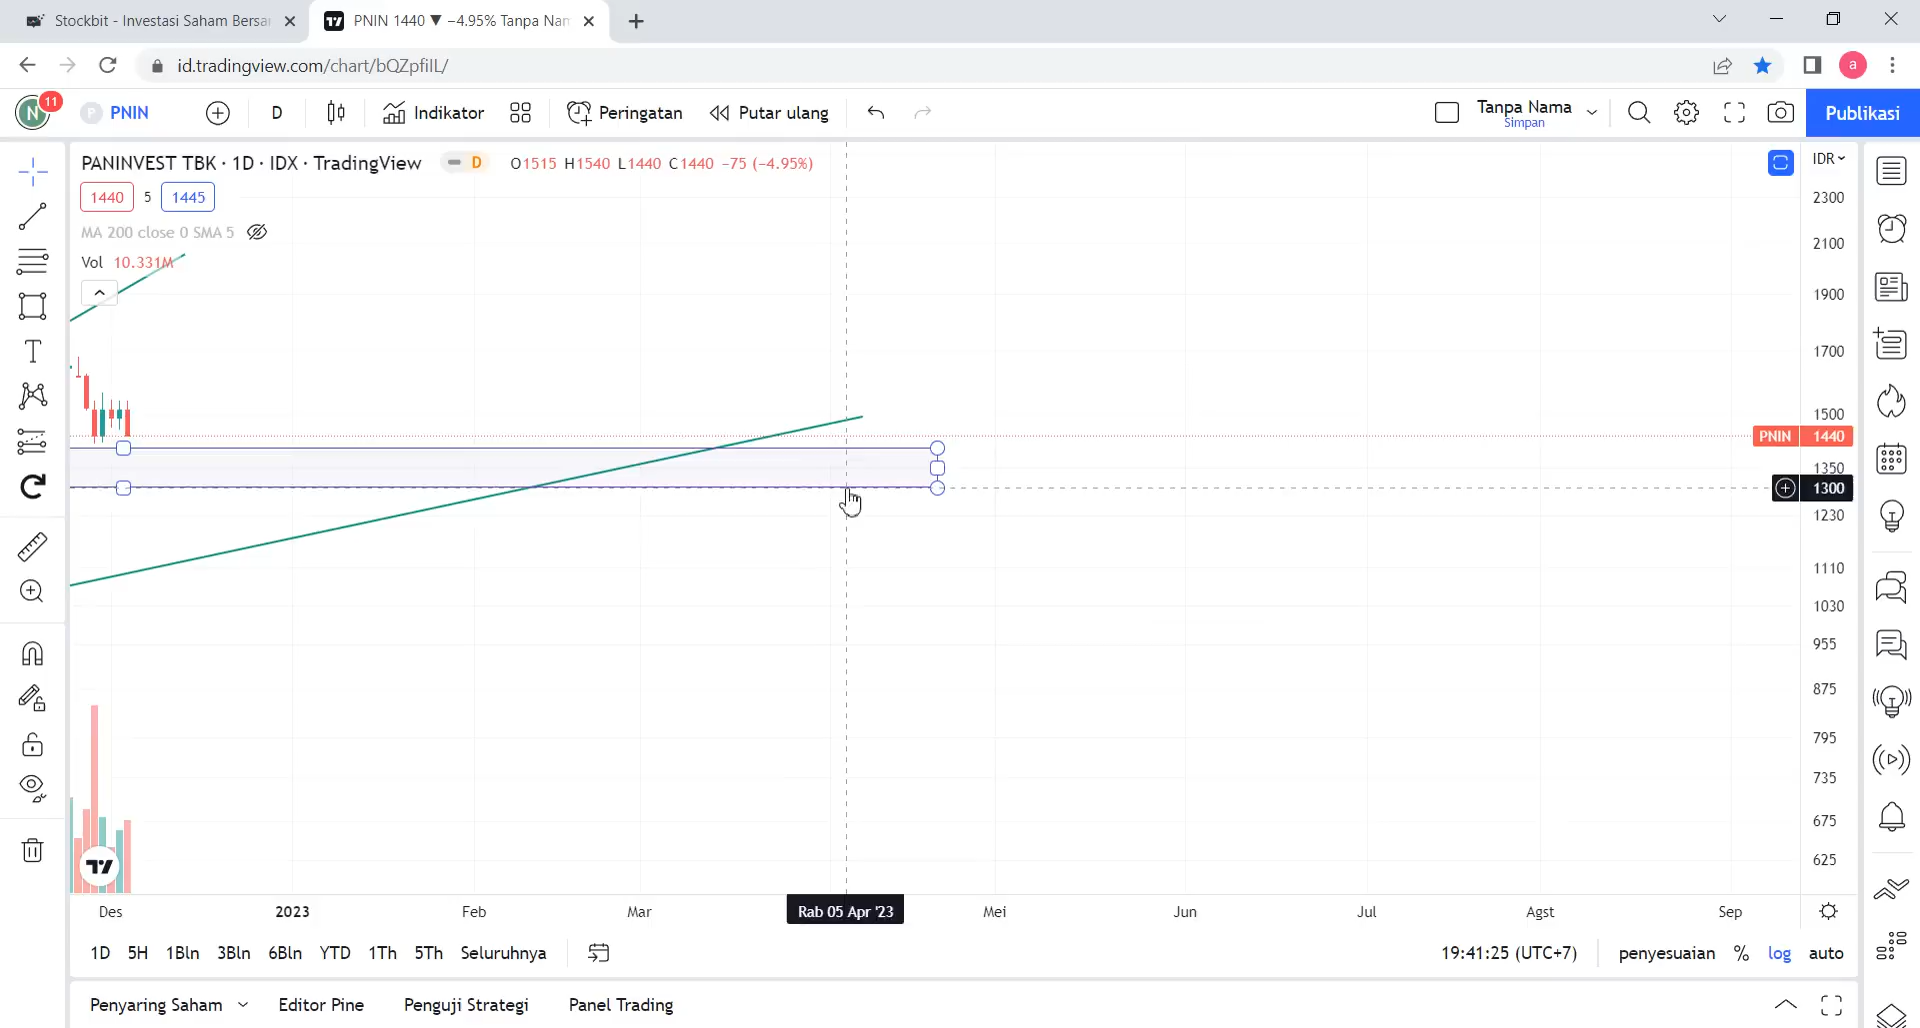 Stockbit - Investasi Saham Bersa
PNIN 1440 ▼ −4.95% Tanpa Nam
id.tradingview.com/chart/bQZpfiIL/
a
N
11
P
PNIN
D
Indikator
Peringatan
Putar ulang
Tanpa Nama
Simpan
Publikasi
PANINVEST TBK · 1D · IDX · TradingView
D
O1515 H1540 L1440 C1440 −75 (−4.95%)
1440
5
1445
MA 200 close 0 SMA 5
Vol 10.331M
IDR
2300
2100
1900
1700
1500
PNIN 1440
1350
1300
1230
1110
1030
955
875
795
735
675
625
Des
2023
Feb
Mar
Rab 05 Apr '23
Mei
Jun
Jul
Agst
Sep
1D 5H 1Bln 3Bln 6Bln YTD 1Th 5Th Seluruhnya
19:41:25 (UTC+7)
penyesuaian % log auto
Penyaring Saham
Editor Pine
Penguji Strategi
Panel Trading